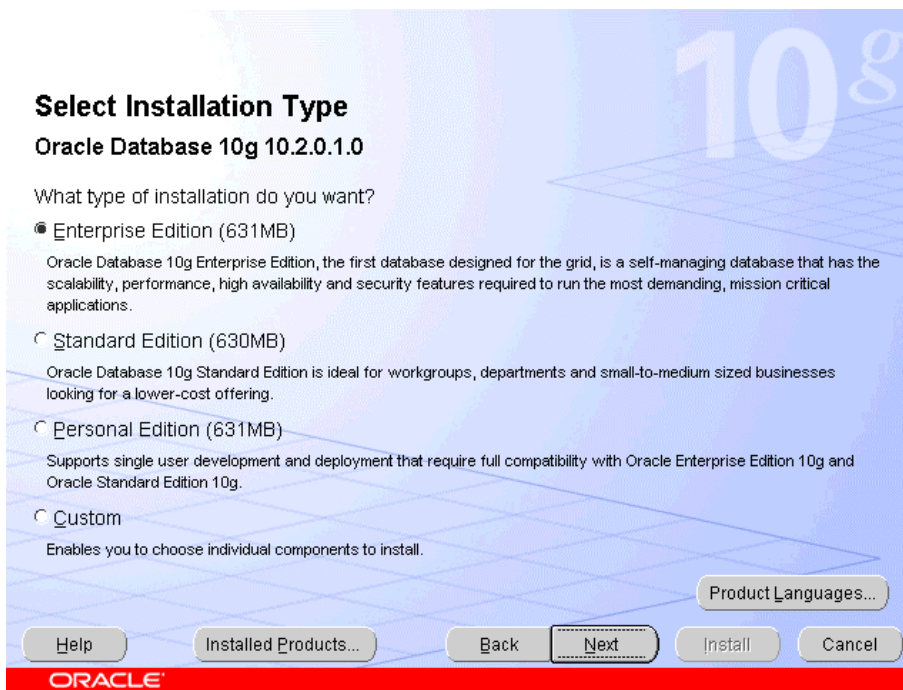 10g
Select Installation Type
Oracle Database 10g 10.2.0.1.0
What type of installation do you want?
Enterprise Edition (631MB)
Oracle Database 10g Enterprise Edition, the first database designed for the grid, is a self-managing database that has the
scalability, performance, high availability and security features required to run the most demanding, mission critical
applications.
Standard Edition (630MB)
Oracle Database 10g Standard Edition is ideal for workgroups, departments and small-to-medium sized businesses
looking for a lower-cost offering.
Personal Edition (631MB)
Supports single user development and deployment that require full compatibility with Oracle Enterprise Edition 10g and
Oracle Standard Edition 10g.
Custom
Enables you to choose individual components to install.
Product Languages...
Help Installed Products... Back Next Install Cancel
ORACLE